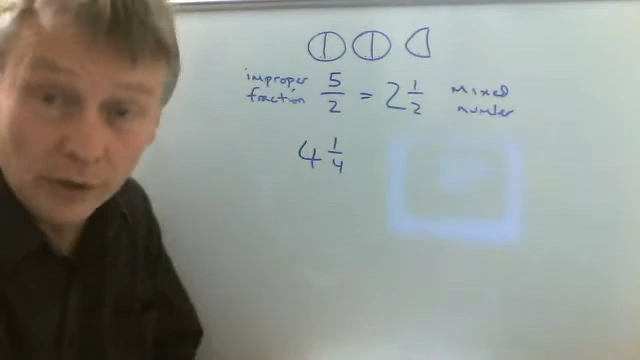 improper fraction 5/2 = 2 1/2 mixed number
4 1/4